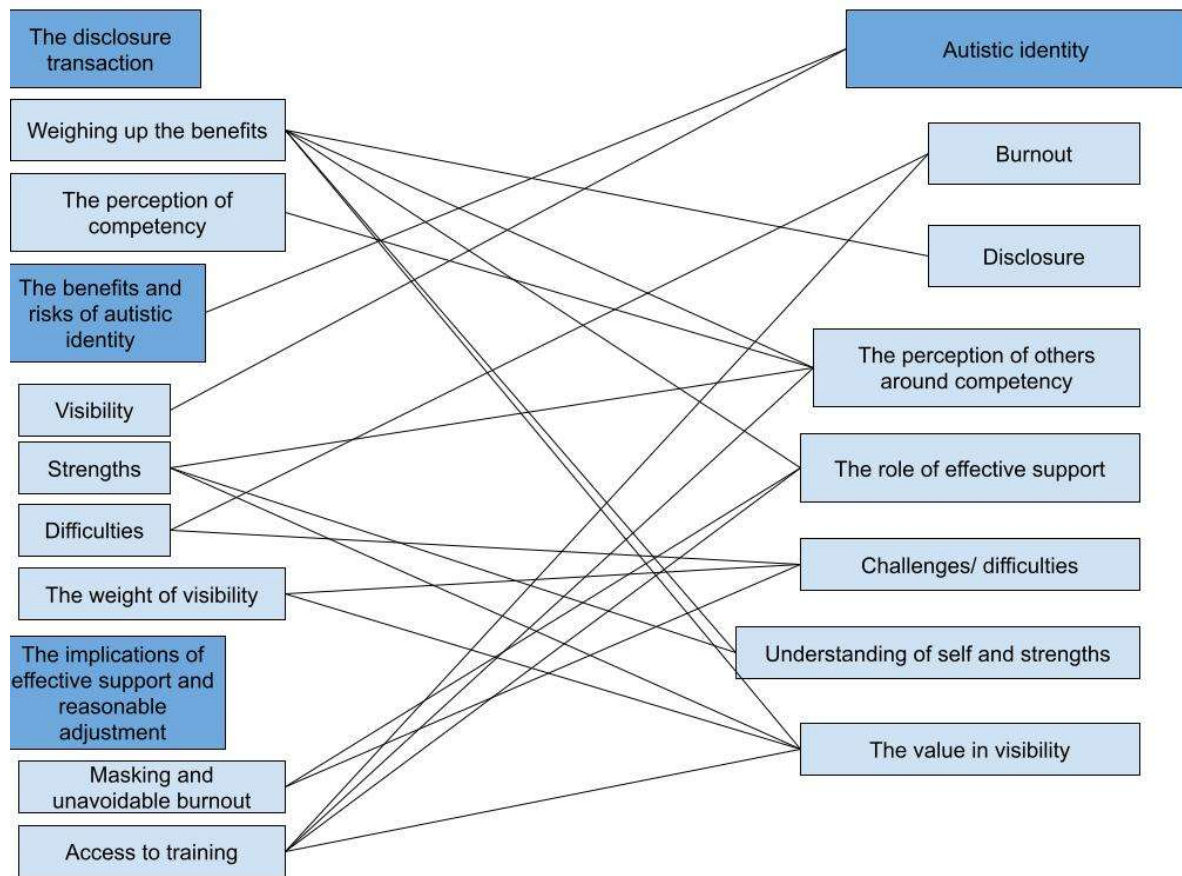 The disclosure
transaction
Weighing up the benefits
The perception of
competency
The benefits and
risks of autistic
identity
Visibility
Strengths
Difficulties
The weight of visibility
The implications of
effective support and
reasonable
adjustment
Masking and
unavoidable burnout
Access to training
Autistic identity
Burnout
Disclosure
The perception of others
around competency
The role of effective support
Challenges/ difficulties
Understanding of self and strengths
The value in visibility